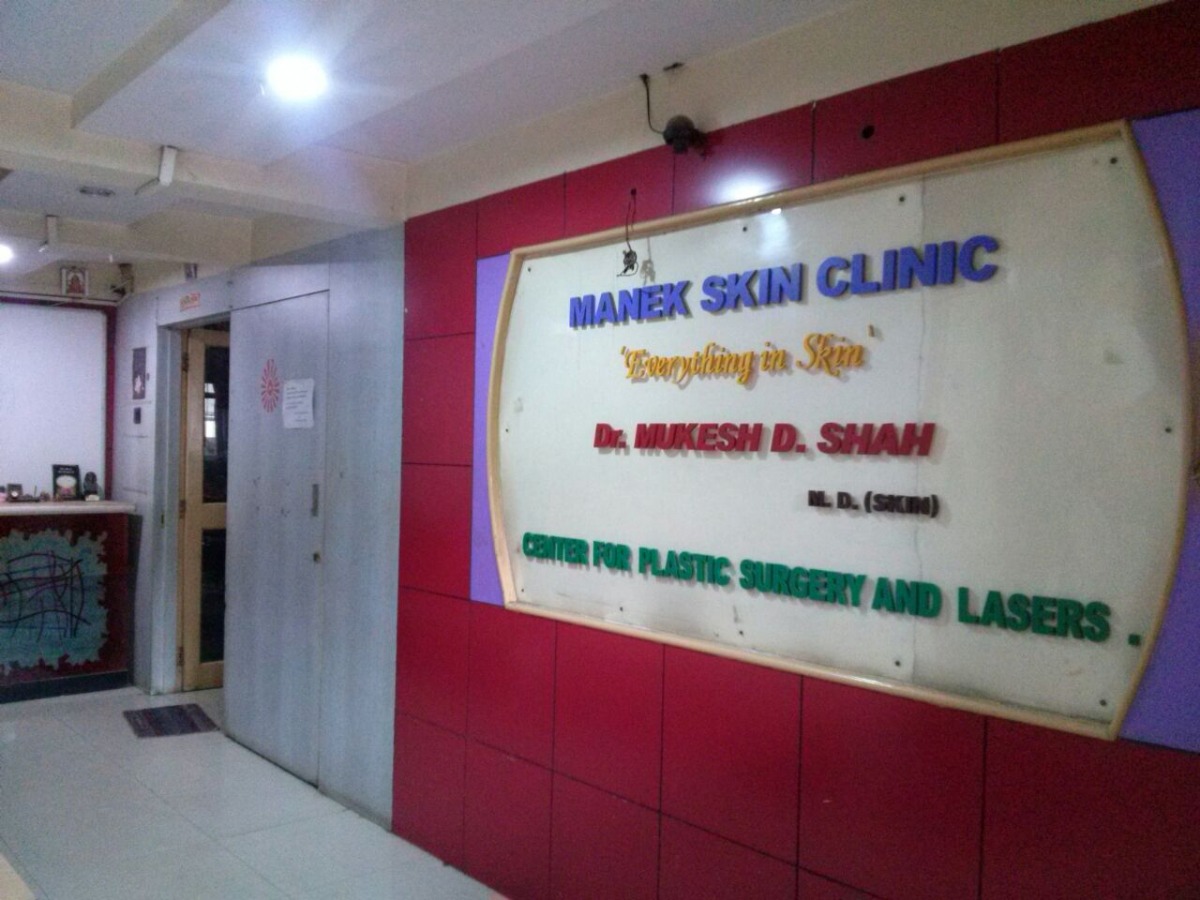 MANEK SKIN CLINIC
'Everything in Skin'
Dr. MUKESH D. SHAH
M. D. (SKIN)
CENTER FOR PLASTIC SURGERY AND LASERS .